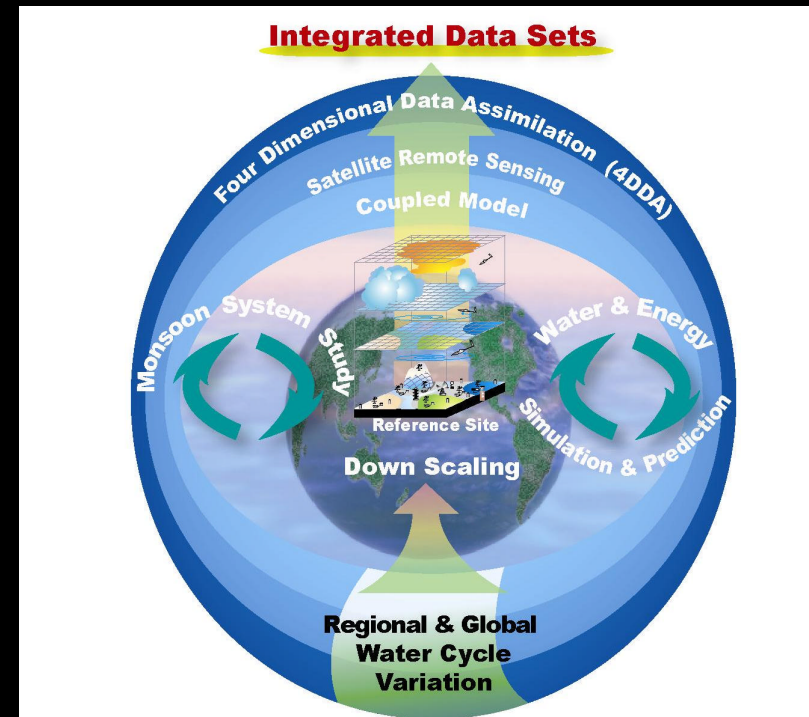 Integrated Data Sets
Four Dimensional Data Assimilation (4DDA)
Satellite Remote Sensing
Coupled Model
Monsoon System Study
Water & Energy
Simulation & Prediction
Reference Site
Down Scaling
Regional & Global
Water Cycle
Variation